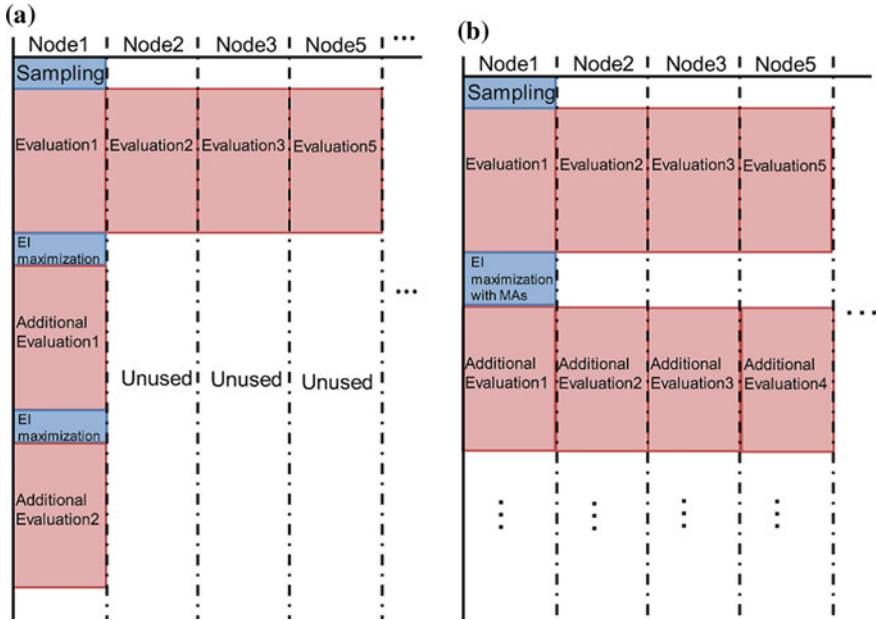 (a)
Node1 Node2 Node3 Node5 ...
Sampling
Evaluation1 Evaluation2 Evaluation3 Evaluation5
EI
maximization
...
Additional
Evaluation1
Unused Unused Unused
EI
maximization
Additional
Evaluation2
(b)
Node1 Node2 Node3 Node5
Sampling
Evaluation1 Evaluation2 Evaluation3 Evaluation5
EI
maximization
with MAs
...
Additional Additional Additional Additional
Evaluation1 Evaluation2 Evaluation3 Evaluation4